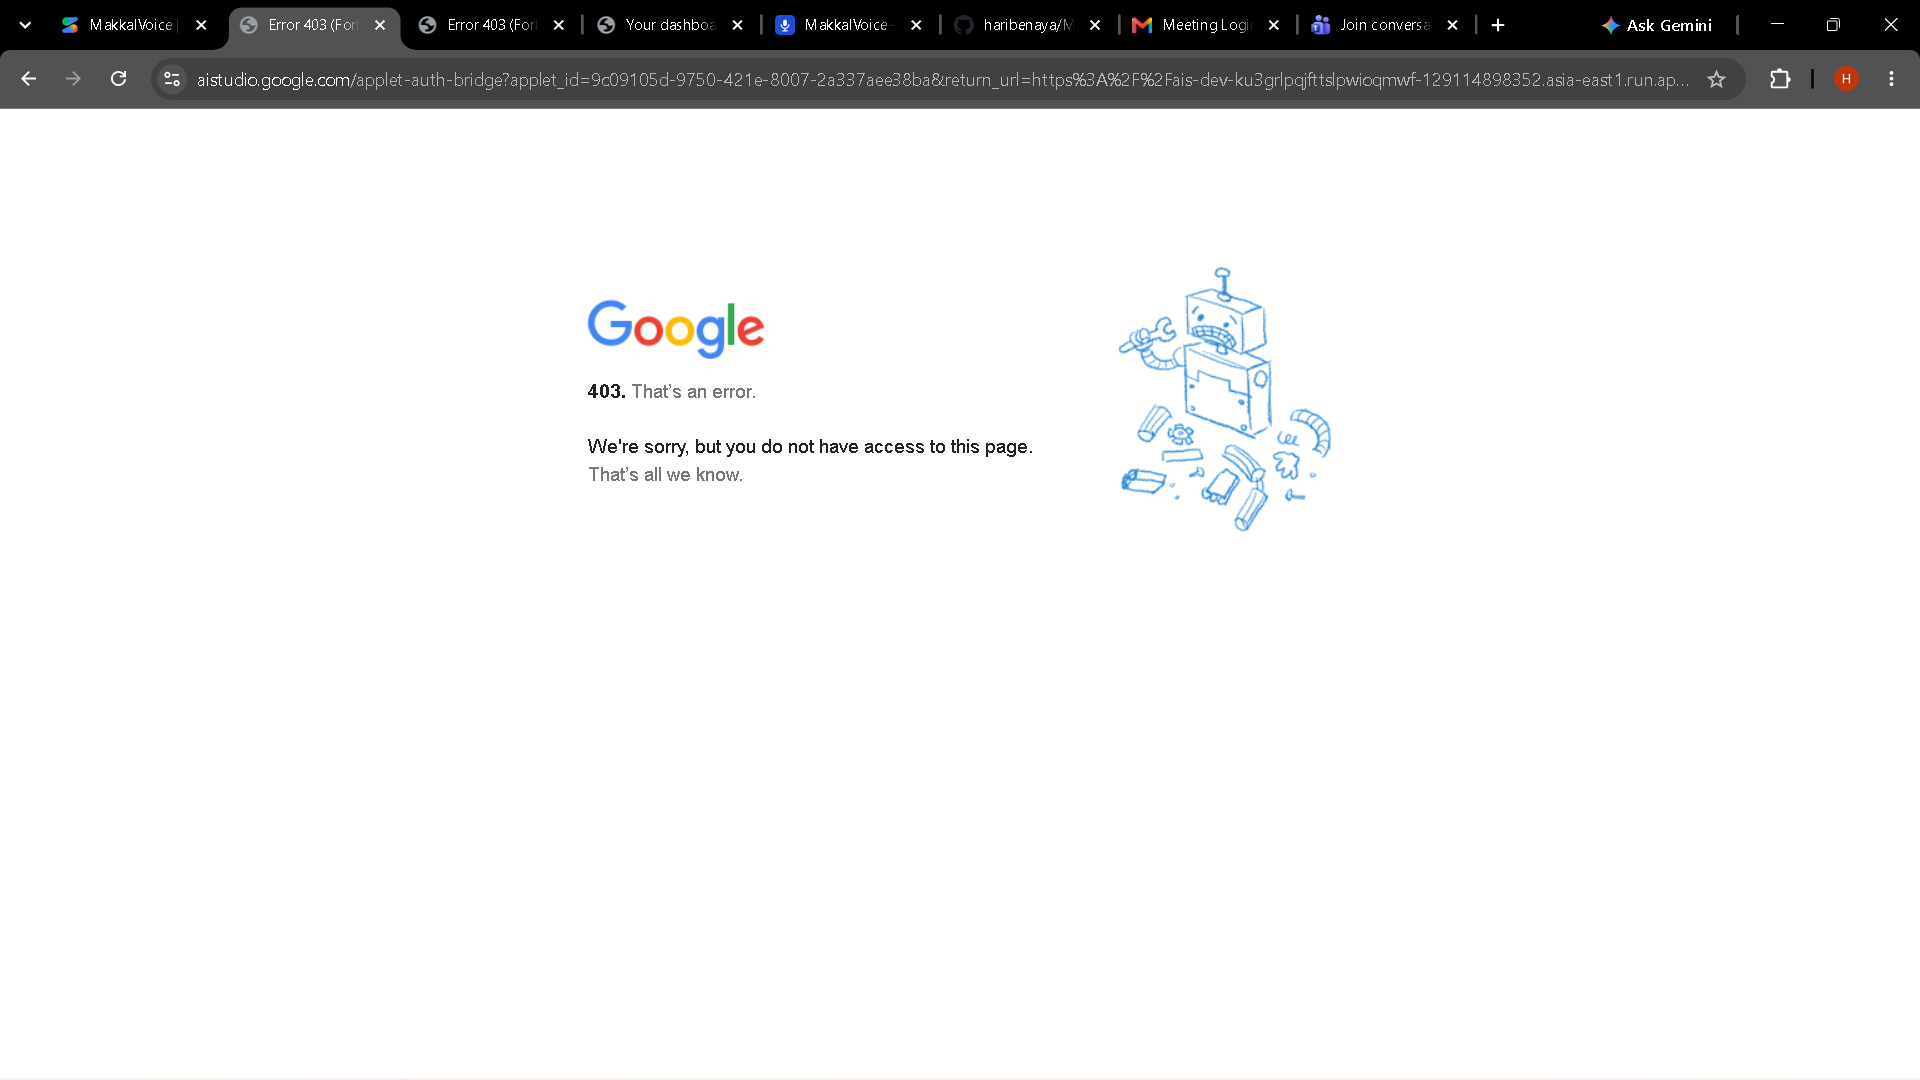 MakkalVoice |
Error 403 (For
Error 403 (For
Your dashboa
MakkalVoice -
haribenaya/M
Meeting Logi
Join conversa
Ask Gemini
aistudio.google.com/applet-auth-bridge?applet_id=9c09105d-9750-421e-8007-2a337aee38ba&return_url=https%3A%2F%2Fais-dev-ku3grlpqjfttslpwioqmwf-129114898352.asia-east1.run.ap...
H
Google
403. That's an error.
We're sorry, but you do not have access to this page.
That's all we know.